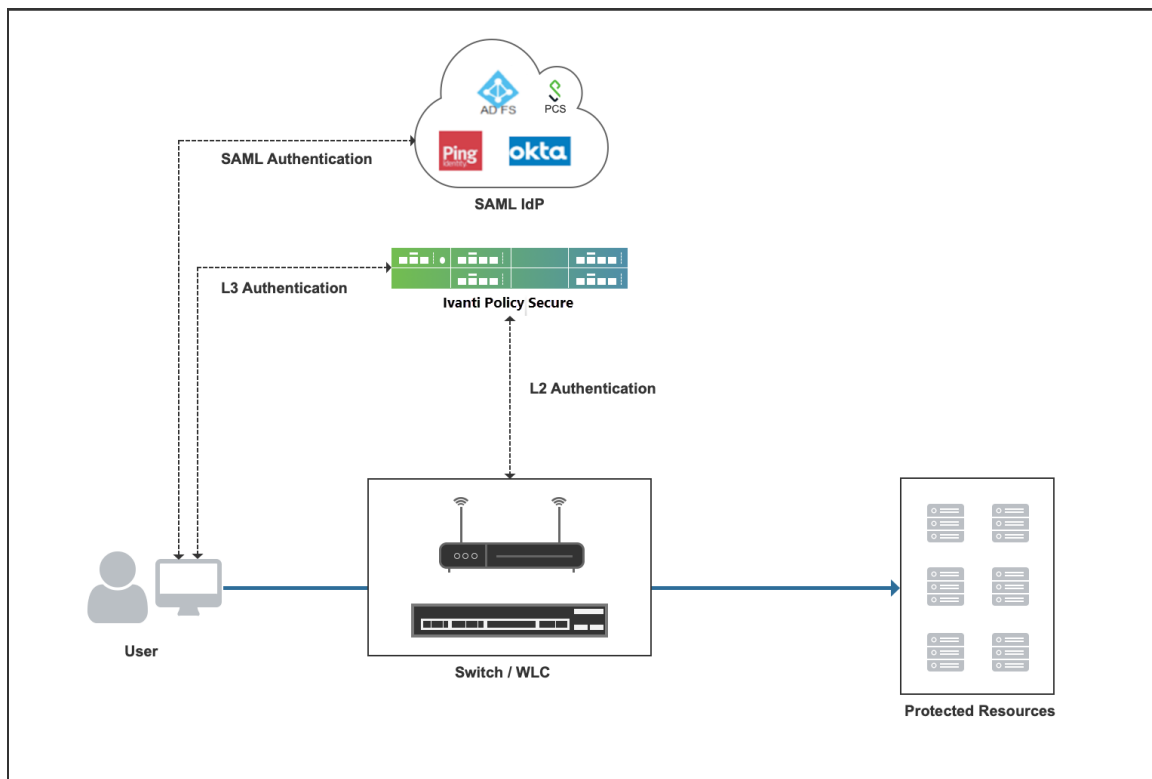 AD FS
PCS
Ping
Identity
okta
SAML Authentication
SAML IdP
L3 Authentication
Ivanti Policy Secure
L2 Authentication
User
Switch / WLC
Protected Resources